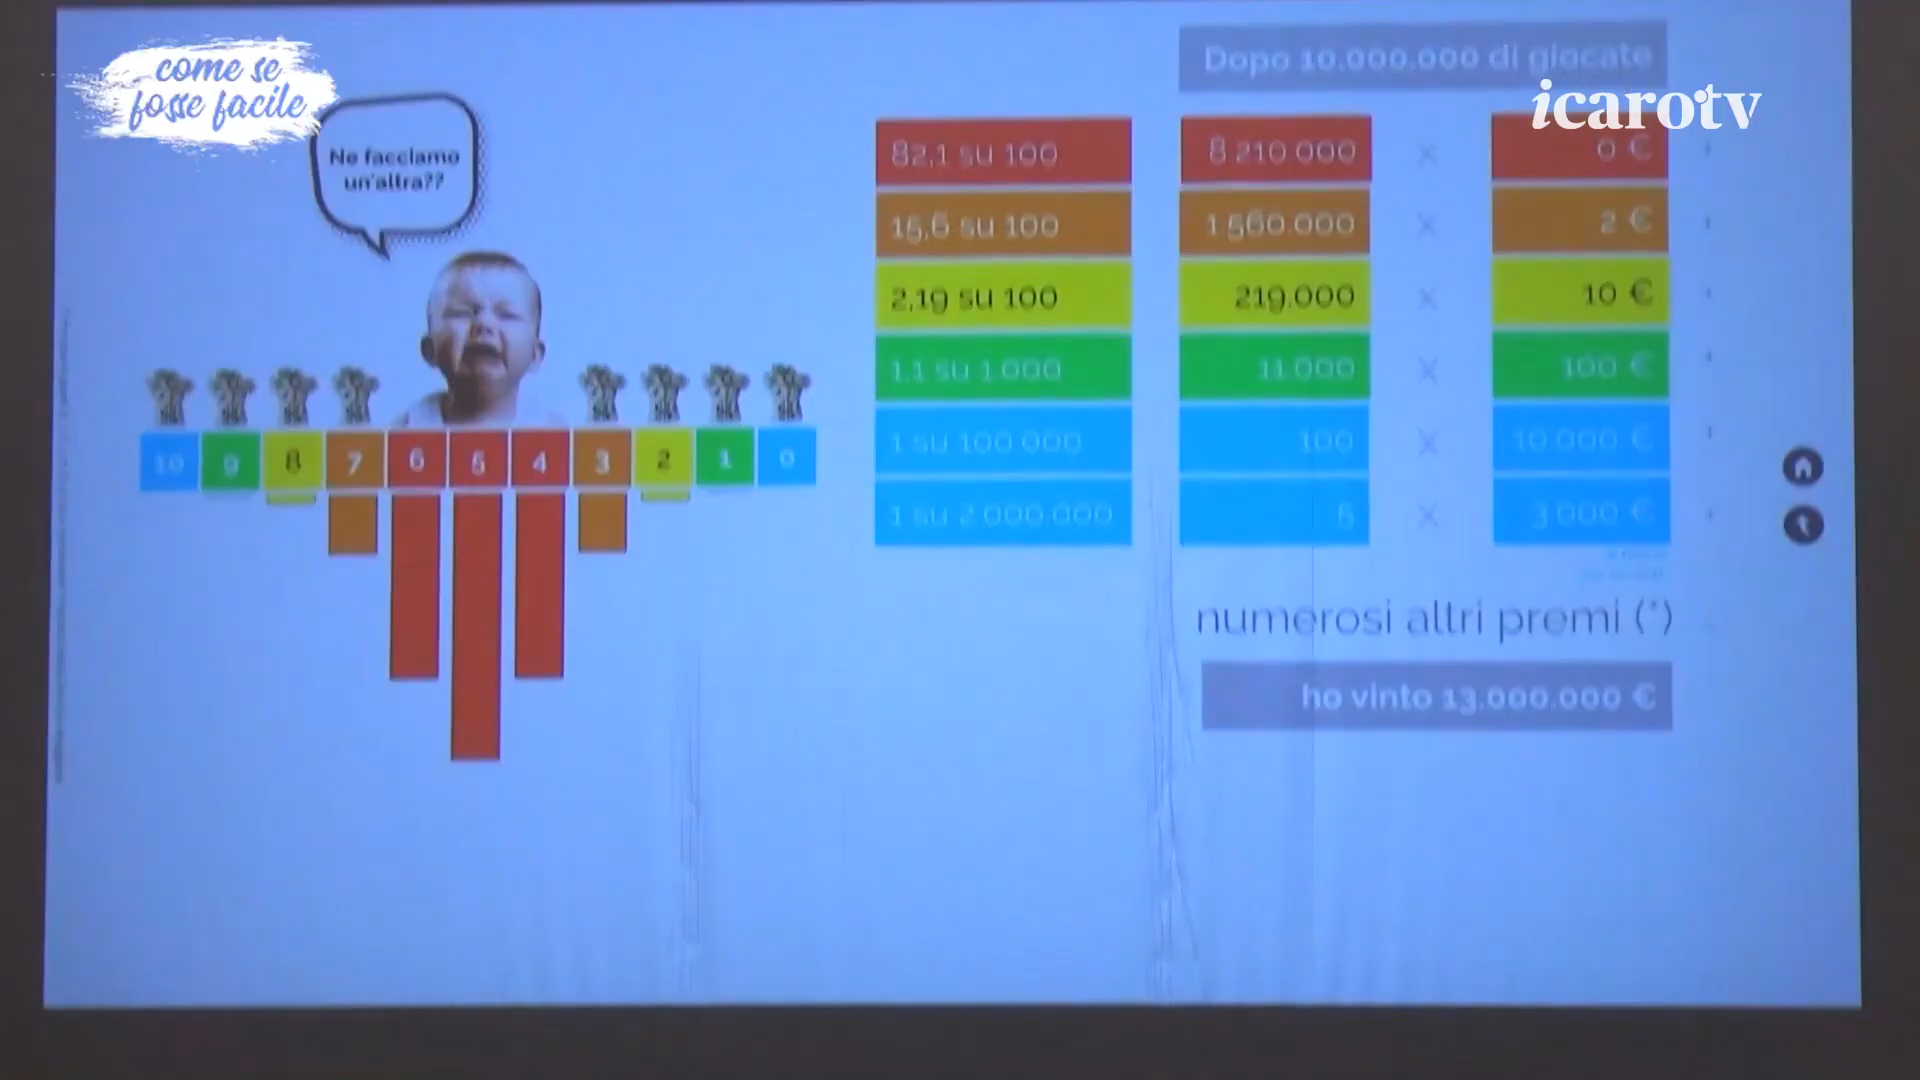 come se
fosse facile
icarotv
Ne facciamo
un'altra??
10 9 8 7 6 5 4 3 2 1 0
Dopo 10.000.000 di giocate
82,1 su 100 8 210 000 x 0 €
15,6 su 100 1.560.000 x 2 €
2,19 su 100 219.000 x 10 €
1,1 su 1.000 11.000 x 100 €
1 su 100 000 100 x 10.000 €
1 su 2 000 000 5 x 3 000 €
numerosi altri premi (*)
ho vinto 13.000.000 €